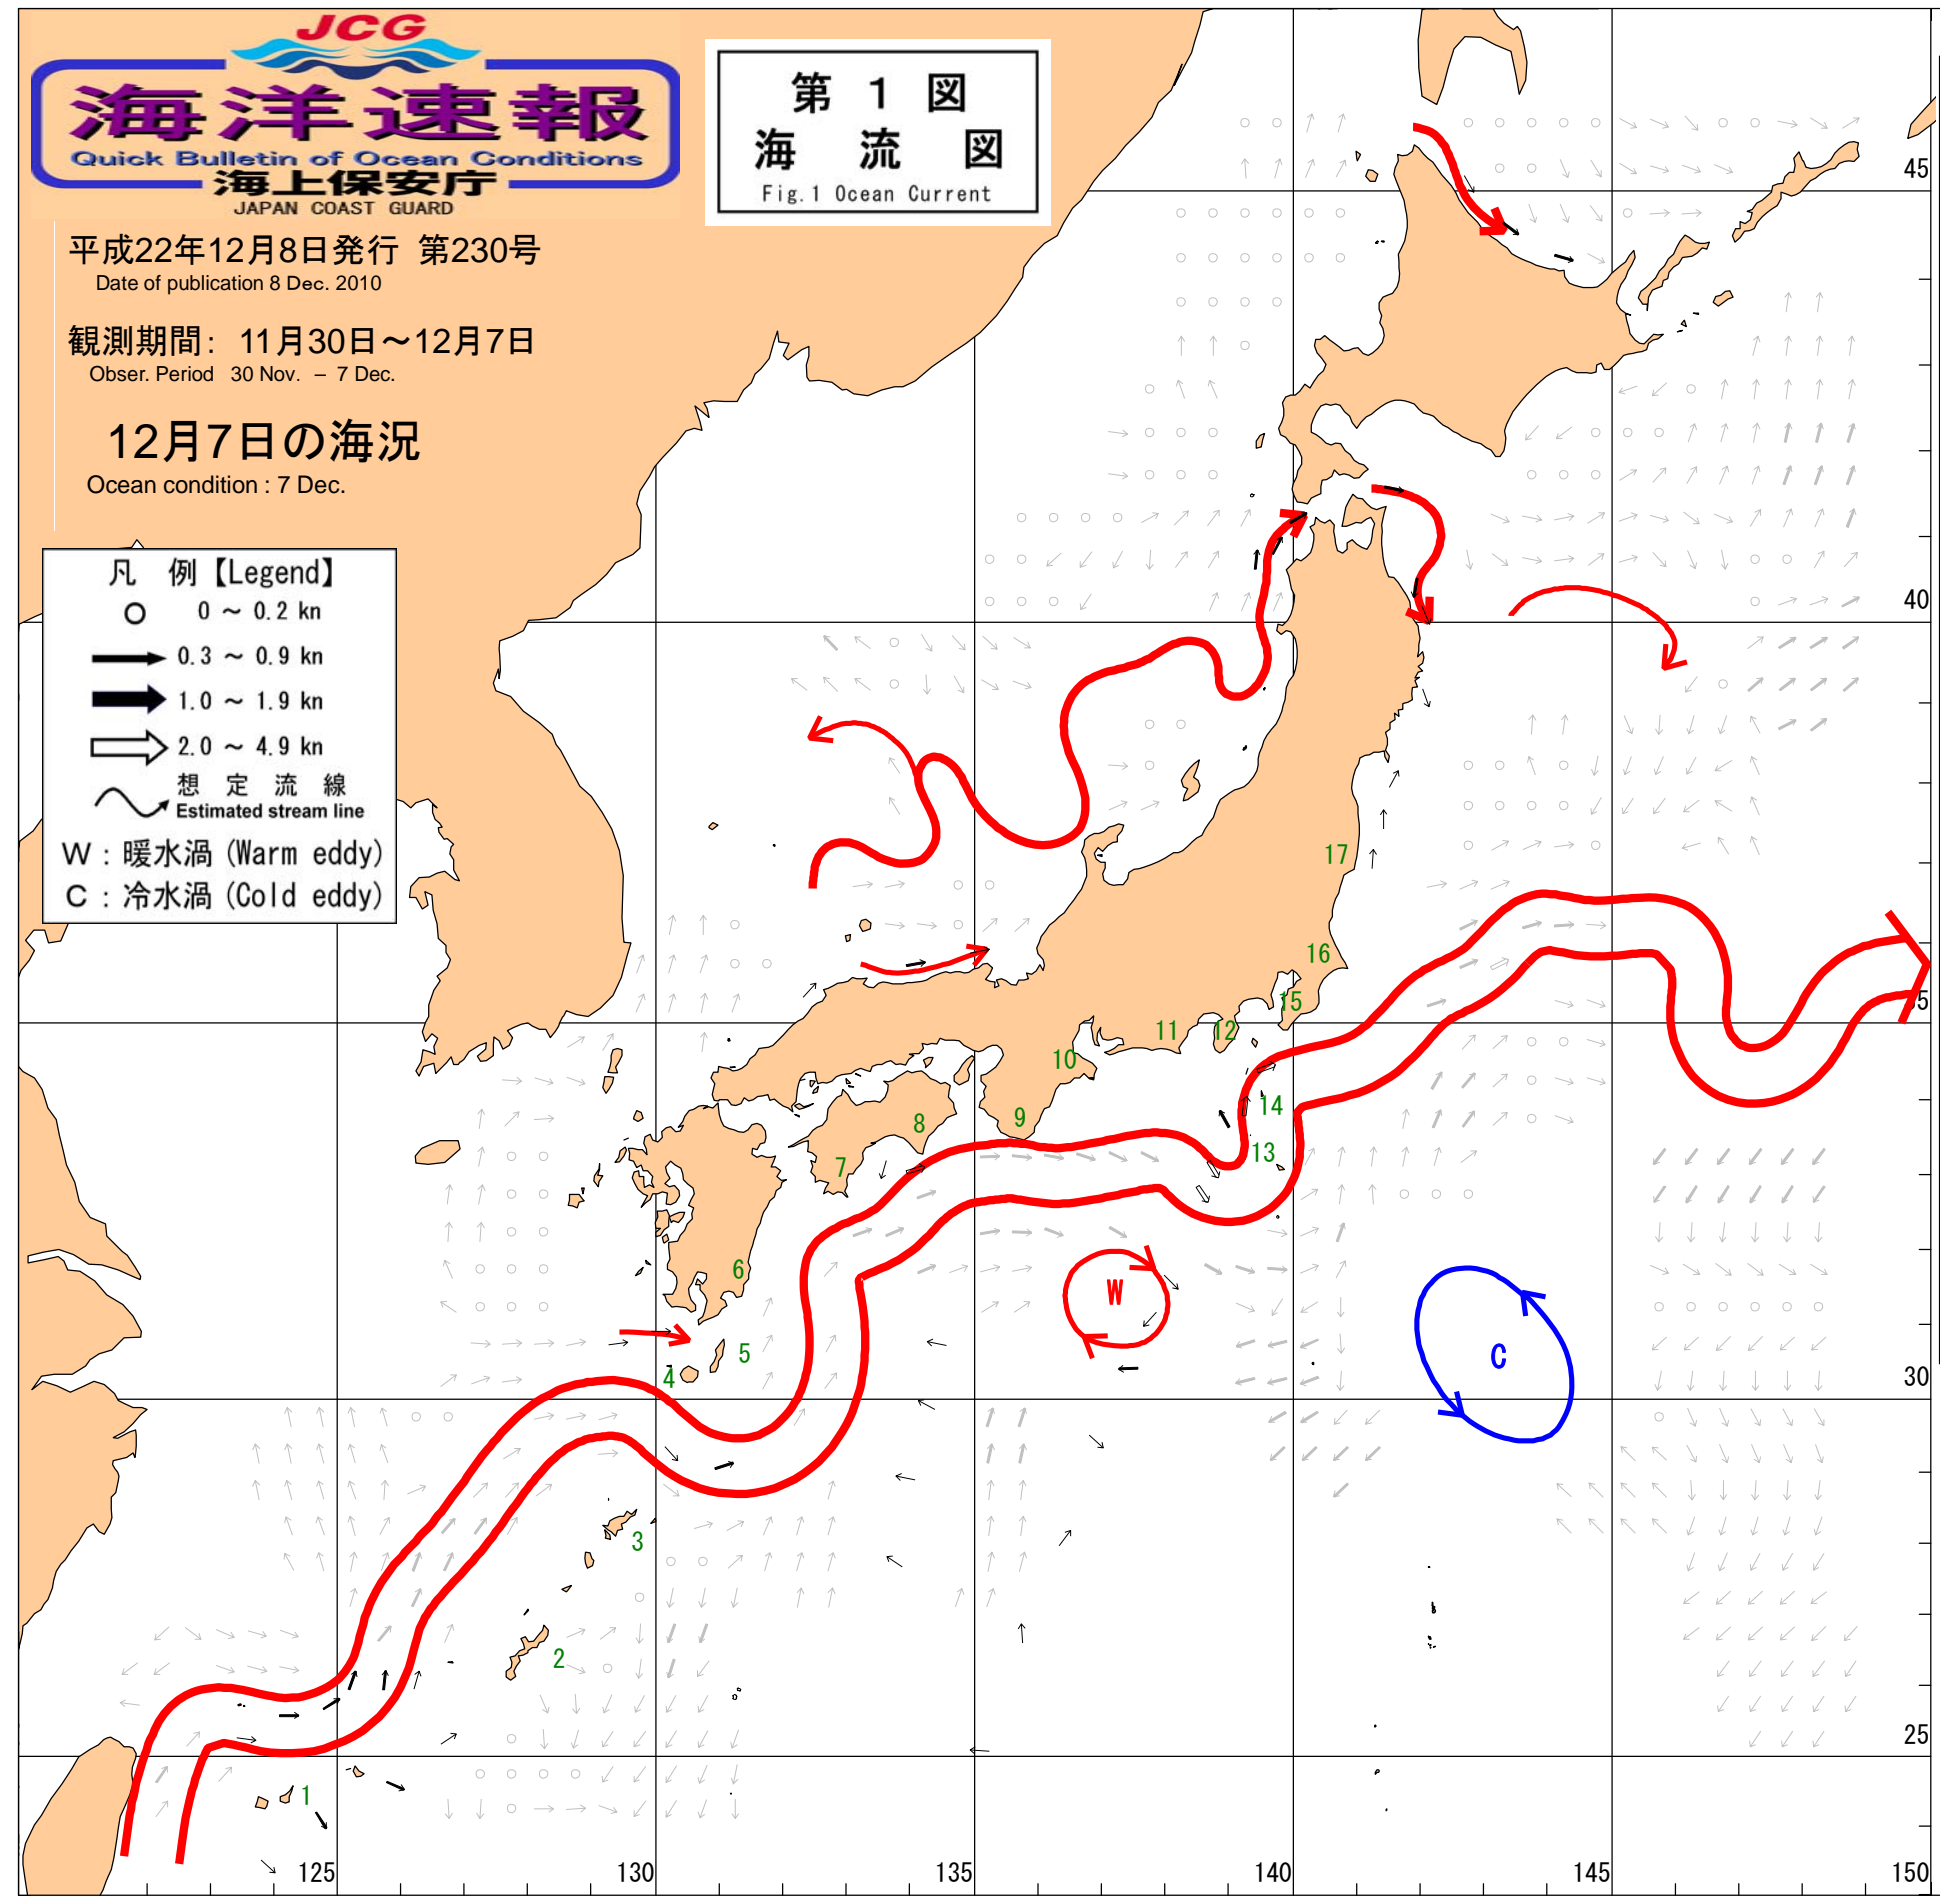 JCG
海洋速報
Quick Bulletin of Ocean Conditions
海上保安庁
JAPAN COAST GUARD
第 1 図
海 流 図
Fig.1 Ocean Current
平成22年12月8日発行 第230号
Date of publication 8 Dec. 2010
観測期間: 11月30日～12月7日
Obser. Period 30 Nov. – 7 Dec.
12月7日の海況
Ocean condition : 7 Dec.
凡 例【Legend】
0 ～ 0.2 kn
0.3 ～ 0.9 kn
1.0 ～ 1.9 kn
2.0 ～ 4.9 kn
想 定 流 線
Estimated stream line
W : 暖水渦 (Warm eddy)
C : 冷水渦 (Cold eddy)
45
40
17
16
5
15
11
12
10
14
9
8
13
7
6
W
C
5
4
30
3
2
25
1
125
130
135
140
145
150